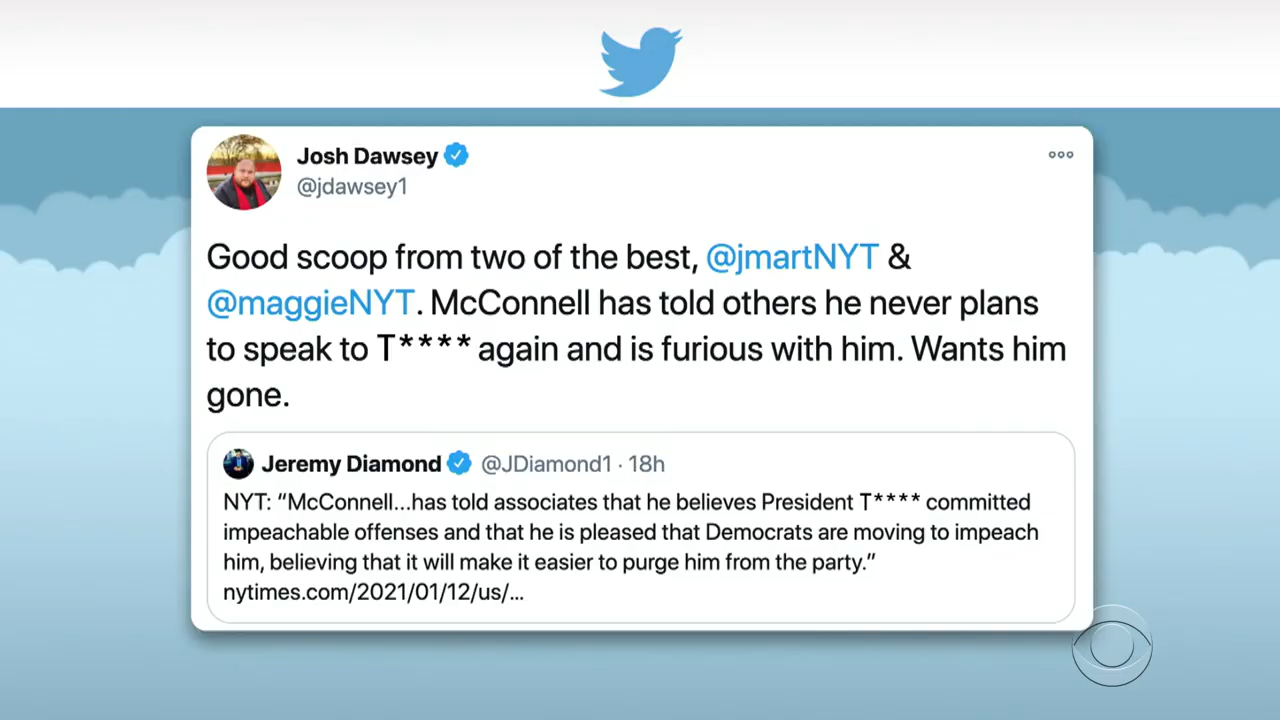 Josh Dawsey
@jdawsey1
Good scoop from two of the best, @jmartNYT &
@maggieNYT. McConnell has told others he never plans
to speak to T**** again and is furious with him. Wants him
gone.
Jeremy Diamond @JDiamond1 · 18h
NYT: “McConnell...has told associates that he believes President T**** committed
impeachable offenses and that he is pleased that Democrats are moving to impeach
him, believing that it will make it easier to purge him from the party.”
nytimes.com/2021/01/12/us/...